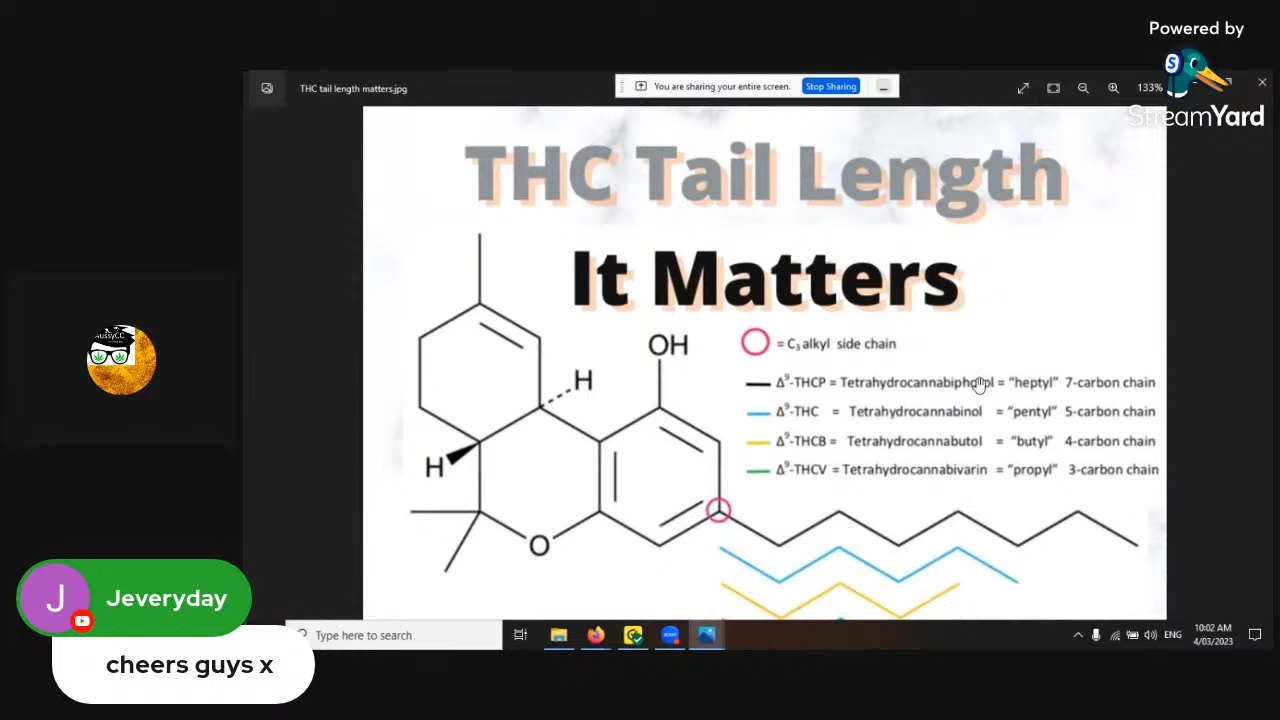 Powered by
StreamYard
THC tail length matters.jpg
You are sharing your entire screen.
Stop Sharing
133%
THC Tail Length
It Matters
OH
H
H
O
= C₃ alkyl side chain
Δ⁹-THCP = Tetrahydrocannabiphorol = “heptyl” 7-carbon chain
Δ⁹-THC = Tetrahydrocannabinol = “pentyl” 5-carbon chain
Δ⁹-THCB = Tetrahydrocannabutol = “butyl” 4-carbon chain
Δ⁹-THCV = Tetrahydrocannabivarin = “propyl” 3-carbon chain
AussyCC
J
Jeveryday
cheers guys x
Type here to search
ENG
10:02 AM
4/03/2023